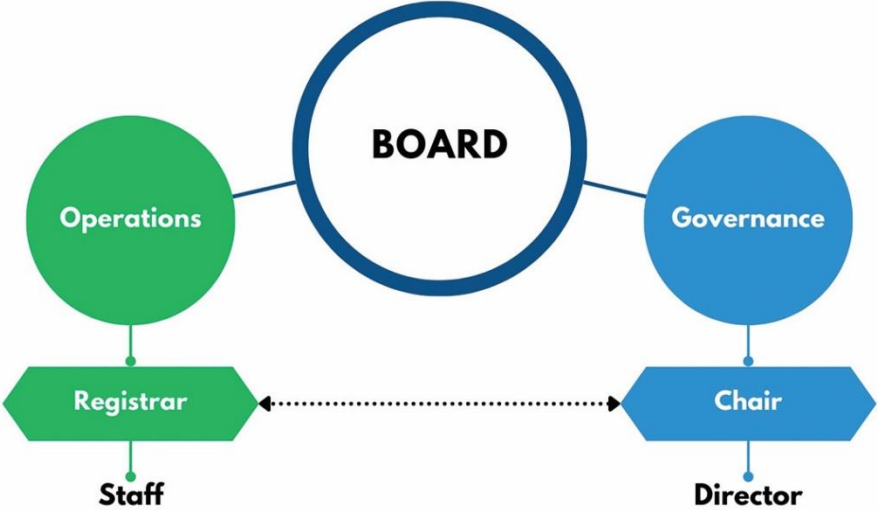 BOARD
Operations
Governance
Registrar
Chair
Staff
Director